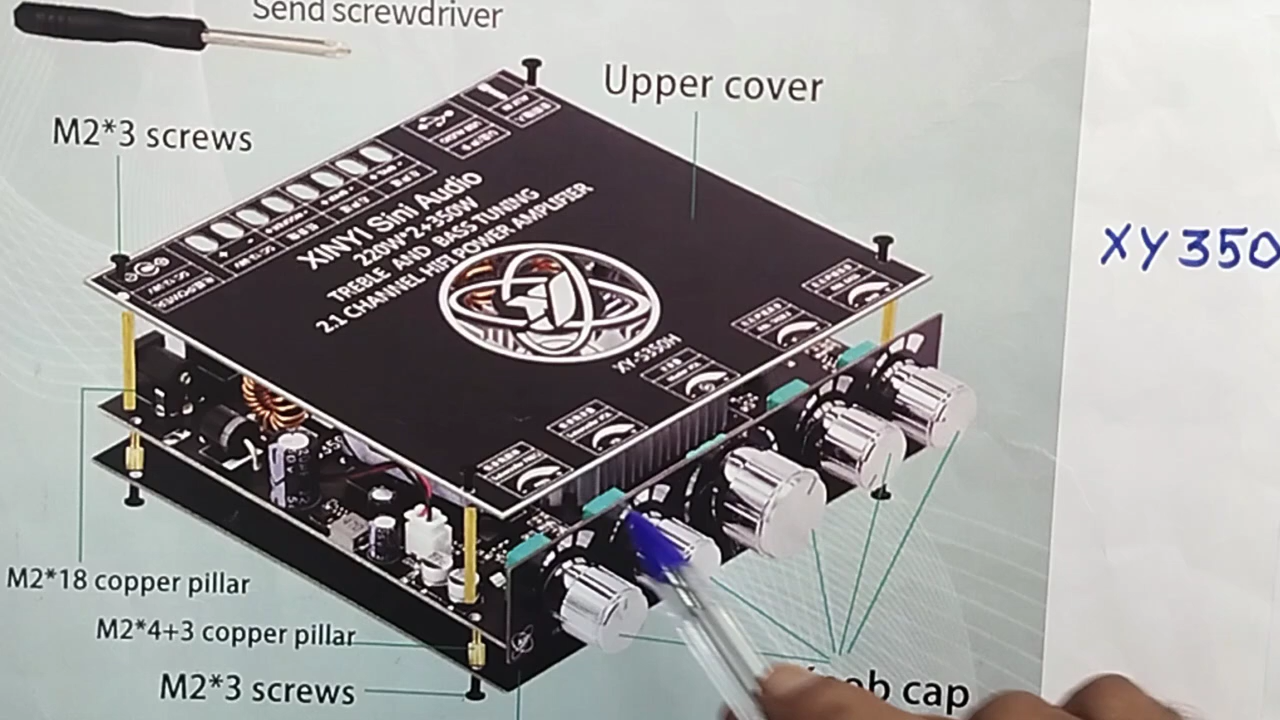 Send screwdriver
Upper cover
M2*3 screws
XINYI Sini Audio
220W*2+350W
TREBLE AND BASS TUNING
2.1 CHANNEL HIFI POWER AMPLIFIER
XY-S350H
XY350
M2*18 copper pillar
M2*4+3 copper pillar
M2*3 screws
cap